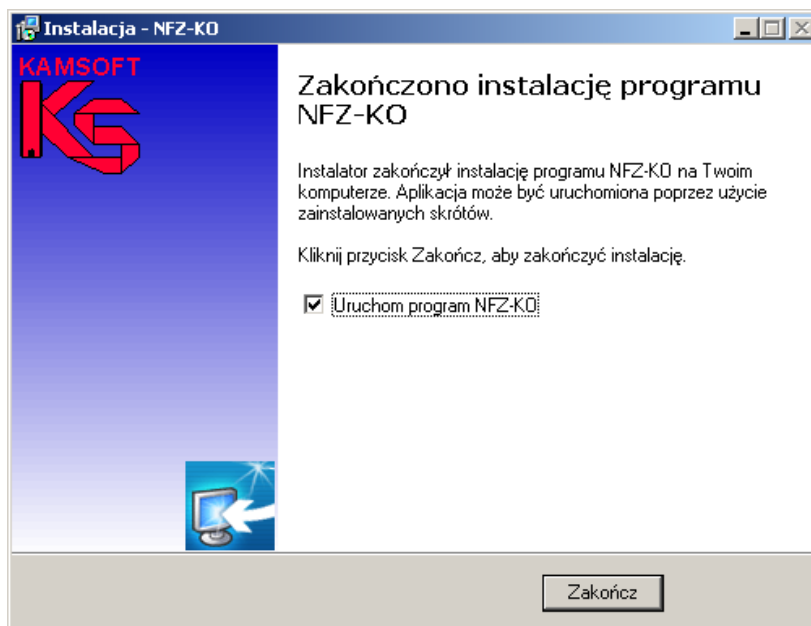 Instalacja - NFZ-KO
KAMSOFT
KS
Zakończono instalację programu
NFZ-KO
Instalator zakończył instalację programu NFZ-KO na Twoim
komputerze. Aplikacja może być uruchomiona poprzez użycie
zainstalowanych skrótów.
Kliknij przycisk Zakończ, aby zakończyć instalację.
Uruchom program NFZ-KO
Zakończ